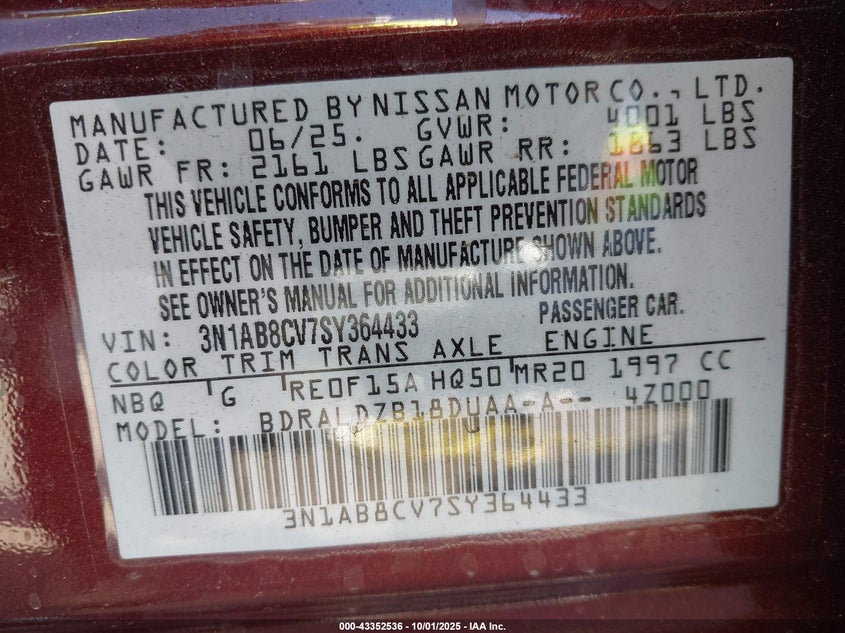 MANUFACTURED BY NISSAN MOTOR CO., LTD.
DATE: 06/25. GVWR: 4001 LBS
GAWR FR: 2161 LBS GAWR RR: 1863 LBS
THIS VEHICLE CONFORMS TO ALL APPLICABLE FEDERAL MOTOR
VEHICLE SAFETY, BUMPER AND THEFT PREVENTION STANDARDS
IN EFFECT ON THE DATE OF MANUFACTURE SHOWN ABOVE.
SEE OWNER'S MANUAL FOR ADDITIONAL INFORMATION.
VIN: 3N1AB8CV7SY364433 PASSENGER CAR.
COLOR TRIM TRANS AXLE ENGINE
NBQ G RE0F15A HQ50 MR20 1997 CC
MODEL: BDRALDZB18DUAA-A-- 4Z000
3N1AB8CV7SY364433
000-43352536 - 10/01/2025 - IAA Inc.